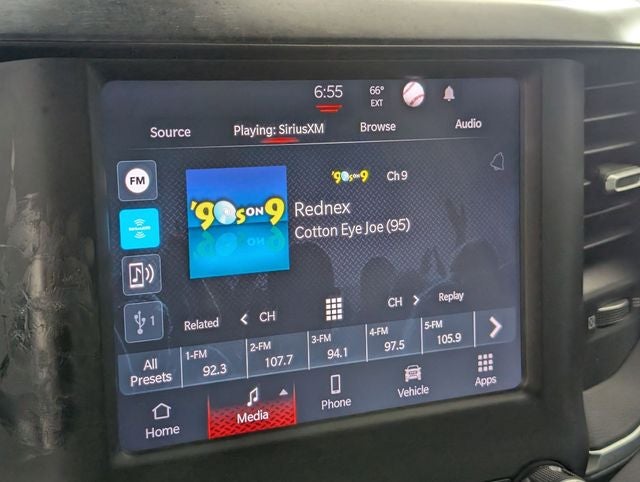 6:55
66°
EXT
Source
Playing: SiriusXM
Browse
Audio
FM
'90s ON 9
Ch 9
'90s ON 9
Rednex
Cotton Eye Joe (95)
SiriusXM
1
Related
< CH
CH >
Replay
All
Presets
1-FM
92.3
2-FM
107.7
3-FM
94.1
4-FM
97.5
5-FM
105.9
Home
Media
Phone
Vehicle
Apps